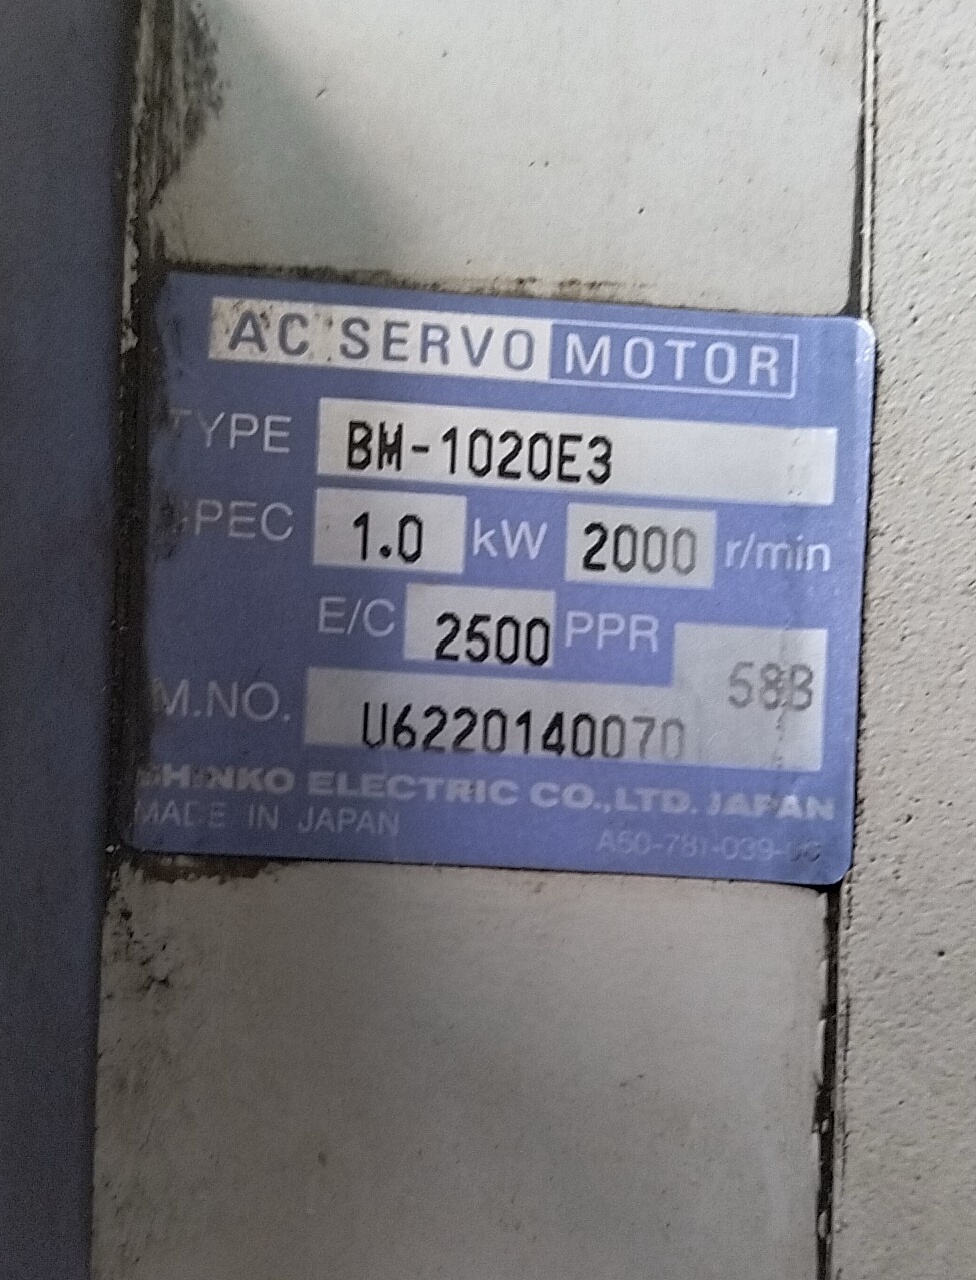 AC SERVO MOTOR
TYPE BM-1020E3
SPEC 1.0 kW 2000 r/min
E/C 2500 PPR
58B
M.NO. U6220140070
SHINKO ELECTRIC CO.,LTD. JAPAN
MADE IN JAPAN